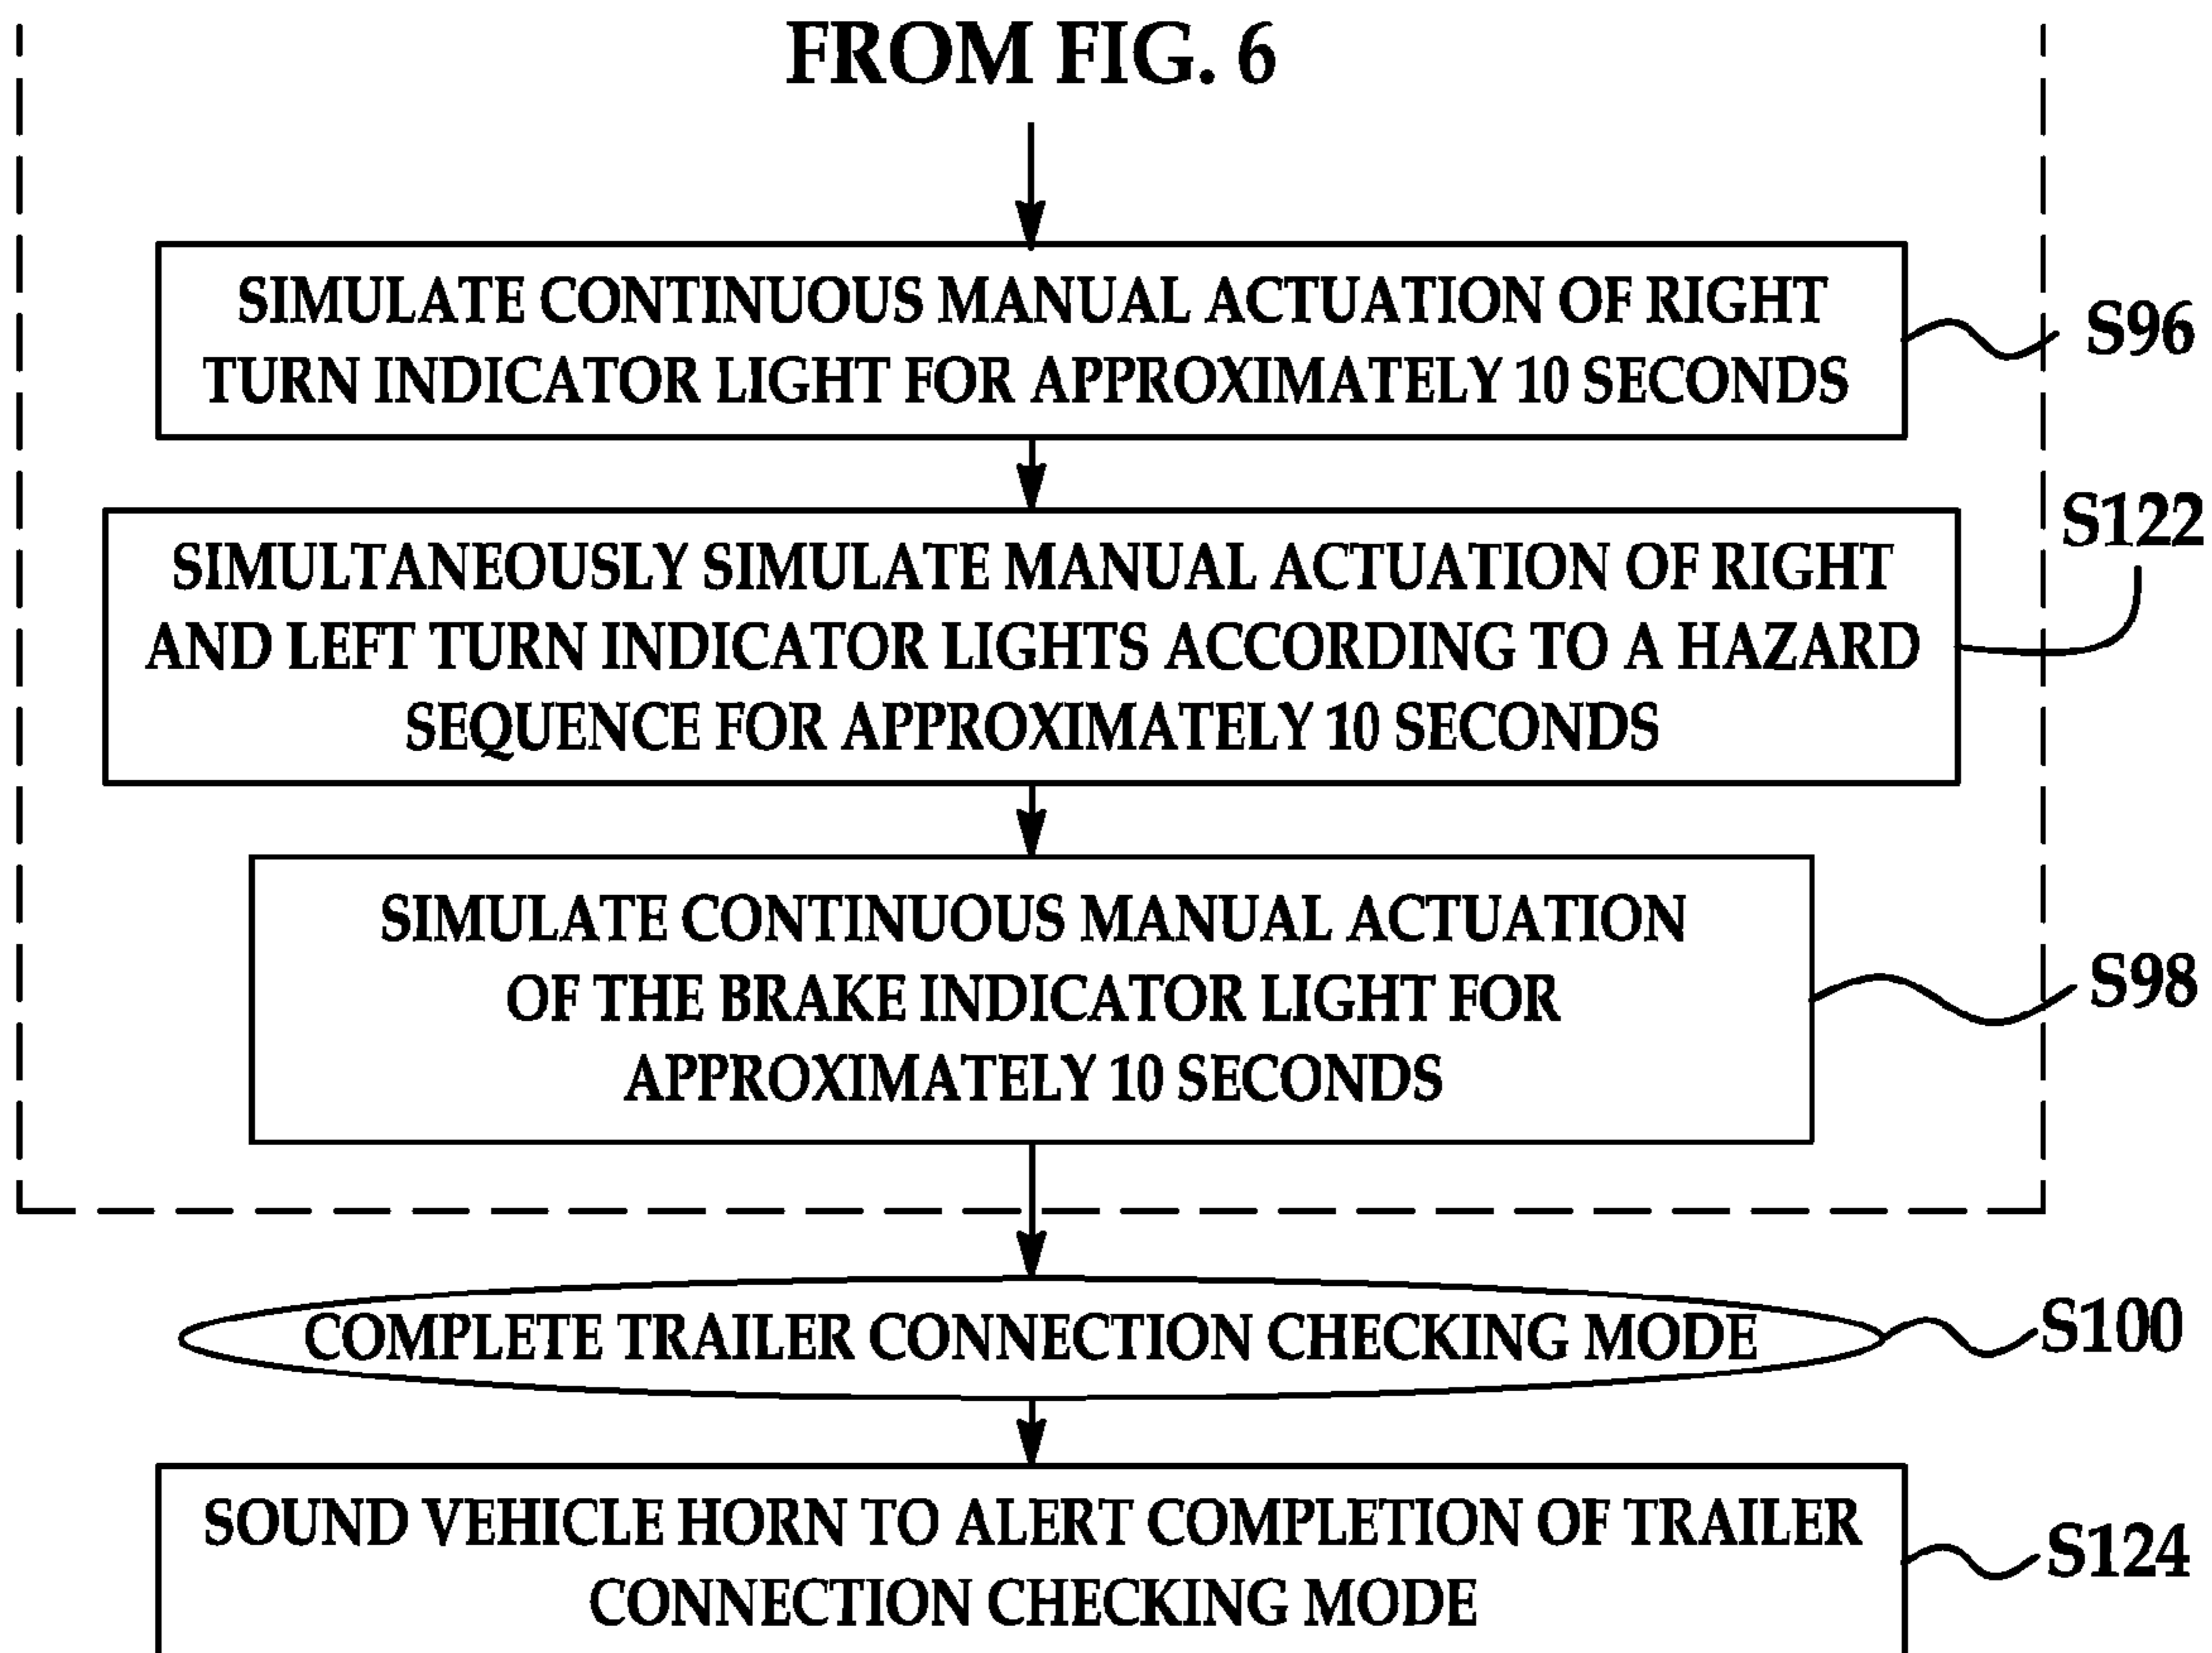 FROM FIG. 6
SIMULATE CONTINUOUS MANUAL ACTUATION OF RIGHT
TURN INDICATOR LIGHT FOR APPROXIMATELY 10 SECONDS
S96
SIMULTANEOUSLY SIMULATE MANUAL ACTUATION OF RIGHT
AND LEFT TURN INDICATOR LIGHTS ACCORDING TO A HAZARD
SEQUENCE FOR APPROXIMATELY 10 SECONDS
S122
SIMULATE CONTINUOUS MANUAL ACTUATION
OF THE BRAKE INDICATOR LIGHT FOR
APPROXIMATELY 10 SECONDS
S98
COMPLETE TRAILER CONNECTION CHECKING MODE
S100
SOUND VEHICLE HORN TO ALERT COMPLETION OF TRAILER
CONNECTION CHECKING MODE
S124